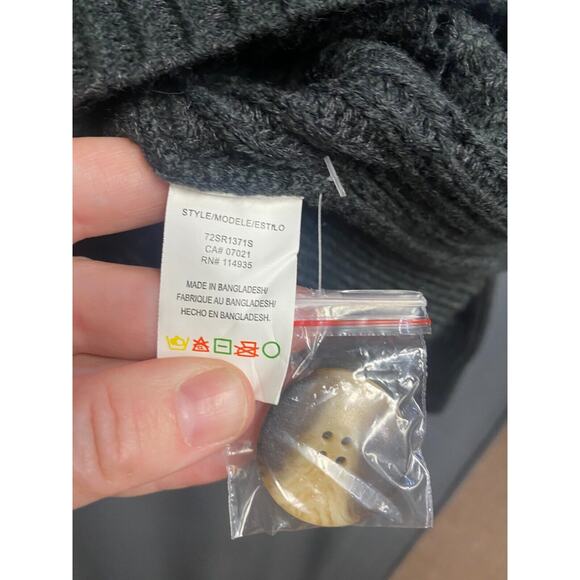 STYLE/MODELE/ESTILO
72SR1371S
CA# 07021
RN# 114935
MADE IN BANGLADESH/
FABRIQUE AU BANGLADESH/
HECHO EN BANGLADESH.